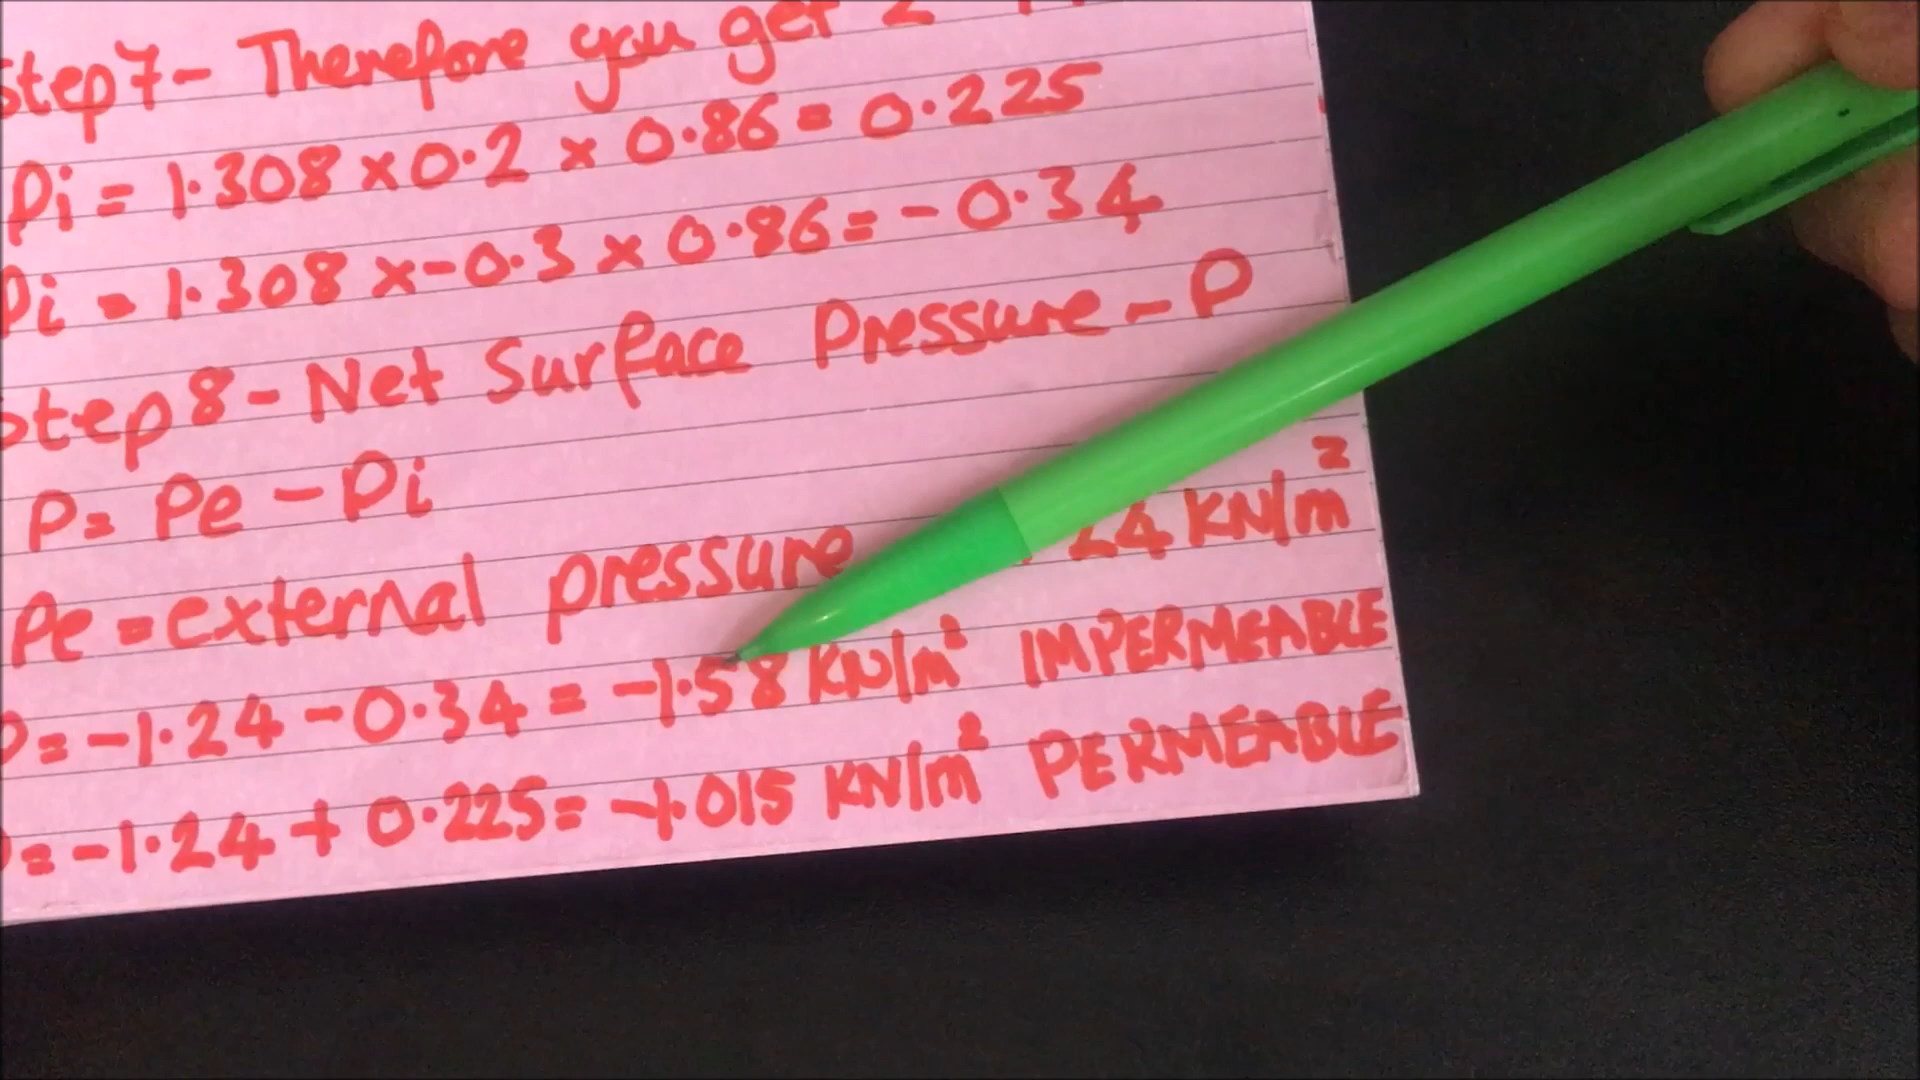 Step7- Therefore you get 2
Pi = 1.308 x 0.2 x 0.86 = 0.225
Pi = 1.308 x -0.3 x 0.86 = - 0.34
Step 8 - Net Surface Pressure - P
P = Pe - Pi
Pe = external pressure 24 KN/m²
P = -1.24 - 0.34 = -1.58 KN/m² IMPERMEABLE
P = -1.24 + 0.225 = -1.015 KN/m² PERMEABLE